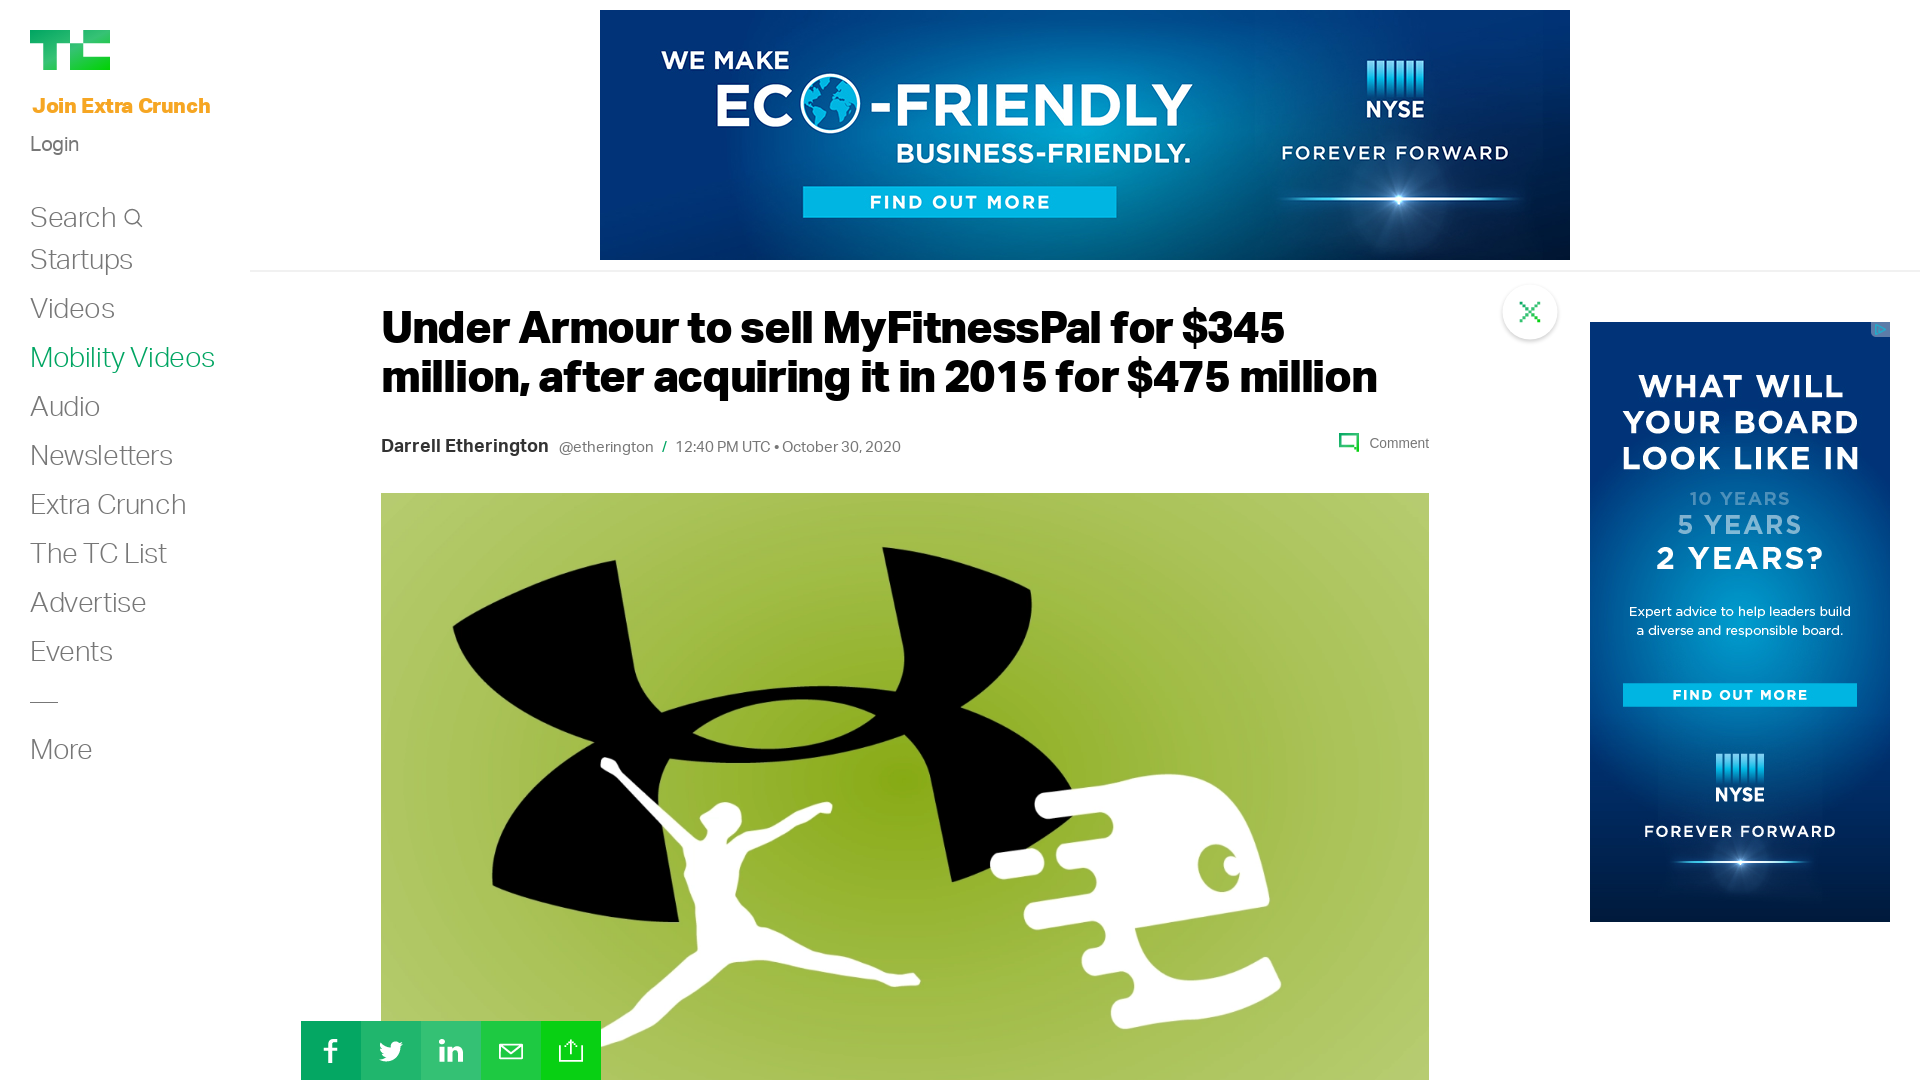 TC
Join Extra Crunch
Login
Search
Startups
Videos
Mobility Videos
Audio
Newsletters
Extra Crunch
The TC List
Advertise
Events
More
WE MAKE
ECO-FRIENDLY
BUSINESS-FRIENDLY.
FIND OUT MORE
NYSE
FOREVER FORWARD
Under Armour to sell MyFitnessPal for $345
million, after acquiring it in 2015 for $475 million
Darrell Etherington @etherington / 12:40 PM UTC • October 30, 2020
Comment
WHAT WILL
YOUR BOARD
LOOK LIKE IN
10 YEARS
5 YEARS
2 YEARS?
Expert advice to help leaders build
a diverse and responsible board.
FIND OUT MORE
NYSE
FOREVER FORWARD